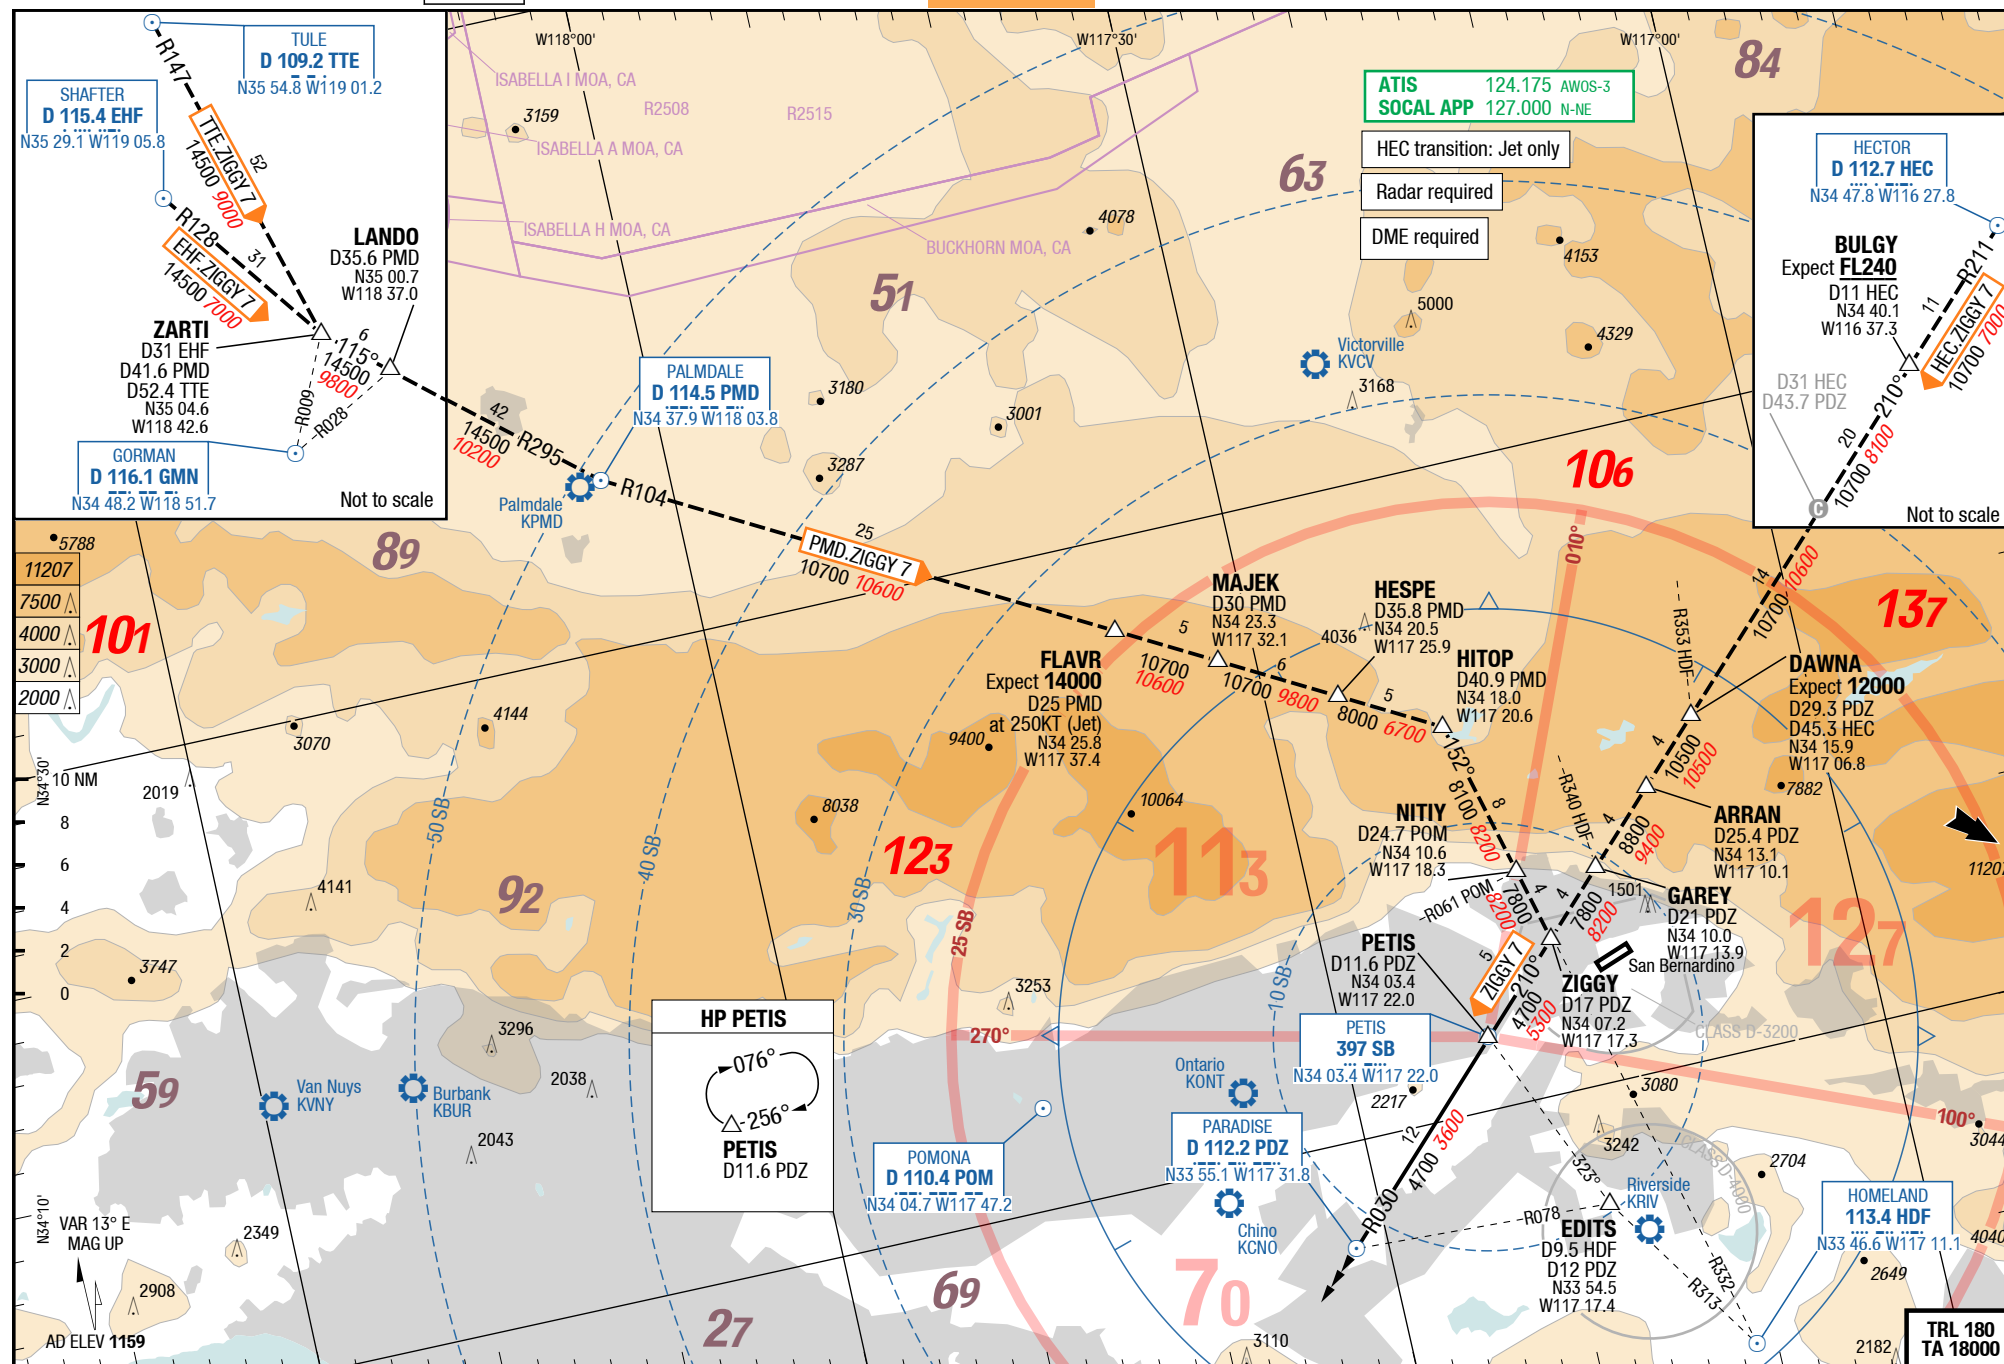 TULE
D 109.2 TTE
N35 54.8 W119 01.2
SHAFTER
D 115.4 EHF
N35 29.1 W119 05.8
R147
TTE.ZIGGY 7
52
14500 9000
R128
31
EHF.ZIGGY 7
14500 7000
LANDO
D35.6 PMD
N35 00.7
W118 37.0
ZARTI
D31 EHF
D41.6 PMD
D52.4 TTE
N35 04.6
W118 42.6
6
115°
14500
9800
R009
R028
GORMAN
D 116.1 GMN
N34 48.2 W118 51.7
Not to scale
W118°00'
W117°30'
W117°00'
ISABELLA I MOA, CA
R2508
R2515
3159
ISABELLA A MOA, CA
ISABELLA H MOA, CA
BUCKHORN MOA, CA
4078
51
63
84
ATIS 124.175 AWOS-3
SOCAL APP 127.000 N-NE
HEC transition: Jet only
Radar required
DME required
4153
5000
4329
Victorville
KVCV
3168
HECTOR
D 112.7 HEC
N34 47.8 W116 27.8
BULGY
Expect FL240
D11 HEC
N34 40.1
W116 37.3
R211
11
HEC.ZIGGY 7
10700 7000
D31 HEC
D43.7 PDZ
210°
20
10700 8100
C
Not to scale
PALMDALE
D 114.5 PMD
N34 37.9 W118 03.8
42
14500
10200
R295
Palmdale
KPMD
R104
3180
3001
3287
25
PMD.ZIGGY 7
10700 10600
106
010°
89
5788
11207
7500
4000
3000
2000
101
137
14
10700 10600
MAJEK
D30 PMD
N34 23.3
W117 32.1
HESPE
D35.8 PMD
N34 20.5
W117 25.9
4036
FLAVR
Expect 14000
D25 PMD
at 250KT (Jet)
N34 25.8
W117 37.4
5
10700
10600
6
10700 9800
5
8000 6700
HITOP
D40.9 PMD
N34 18.0
W117 20.6
R353 HDF
DAWNA
Expect 12000
D29.3 PDZ
D45.3 HEC
N34 15.9
W117 06.8
4
10500
10500
7882
3070
4144
9400
8038
10064
N34°30'
10 NM
8
6
4
2
0
2019
50 SB
40 SB
30 SB
25 SB
10 SB
152°
8
8100 8200
R340 HDF
NITIY
D24.7 POM
N34 10.6
W117 18.3
4
8800
9400
ARRAN
D25.4 PDZ
N34 13.1
W117 10.1
11207
123
113
127
92
4141
3747
R061 POM
4
7800
8200
4
7800
8200
1501
GAREY
D21 PDZ
N34 10.0
W117 13.9
San Bernardino
PETIS
D11.6 PDZ
N34 03.4
W117 22.0
5
ZIGGY 7
210°
4700
5300
ZIGGY
D17 PDZ
N34 07.2
W117 17.3
CLASS D-3200
3253
270°
PETIS
397 SB
N34 03.4 W117 22.0
HP PETIS
076°
256°
PETIS
D11.6 PDZ
3296
2038
59
Van Nuys
KVNY
Burbank
KBUR
2043
Ontario
KONT
2217
3080
100°
3044
3242
CLASS D-4000
2704
POMONA
D 110.4 POM
N34 04.7 W117 47.2
PARADISE
D 112.2 PDZ
N33 55.1 W117 31.8
12
4700 3600
R030
323°
Chino
KCNO
R078
Riverside
KRIV
EDITS
D9.5 HDF
D12 PDZ
N33 54.5
W117 17.4
HOMELAND
113.4 HDF
N33 46.6 W117 11.1
4040
2649
R332
R313
N34°10'
VAR 13° E
MAG UP
2349
2908
AD ELEV 1159
27
69
70
3110
2182
TRL 180
TA 18000